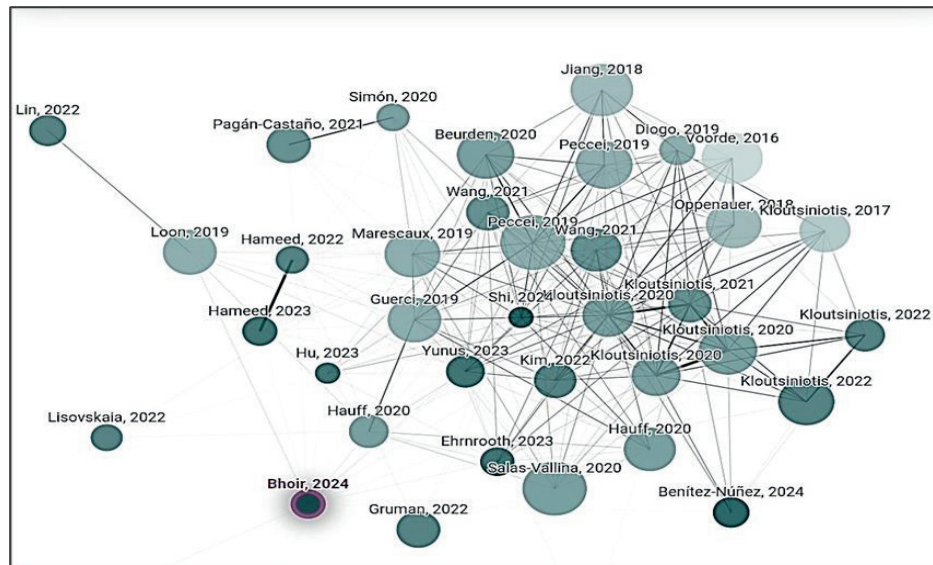 Jiang, 2018
Lin, 2022
Simón, 2020
Pagán-Castaño, 2021
Beurden, 2020
Peccei, 2019
Diogo, 2019
Voorde, 2016
Wang, 2021
Oppenauer, 2018
Kloutsiniotis, 2017
Peccei, 2019
Loon, 2019
Hameed, 2022
Marescaux, 2019
Wang, 2021
Kloutsiniotis, 2021
Guerci, 2019
Shi, 2024
Kloutsiniotis, 2020
Hameed, 2023
Kloutsiniotis, 2022
Kloutsiniotis, 2020
Hu, 2023
Yunus, 2023
Kim, 2022
Kloutsiniotis, 2020
Kloutsiniotis, 2022
Lisovskaia, 2022
Hauff, 2020
Hauff, 2020
Ehrnrooth, 2023
Salas-Vallina, 2020
Bhoir, 2024
Benítez-Núñez, 2024
Gruman, 2022